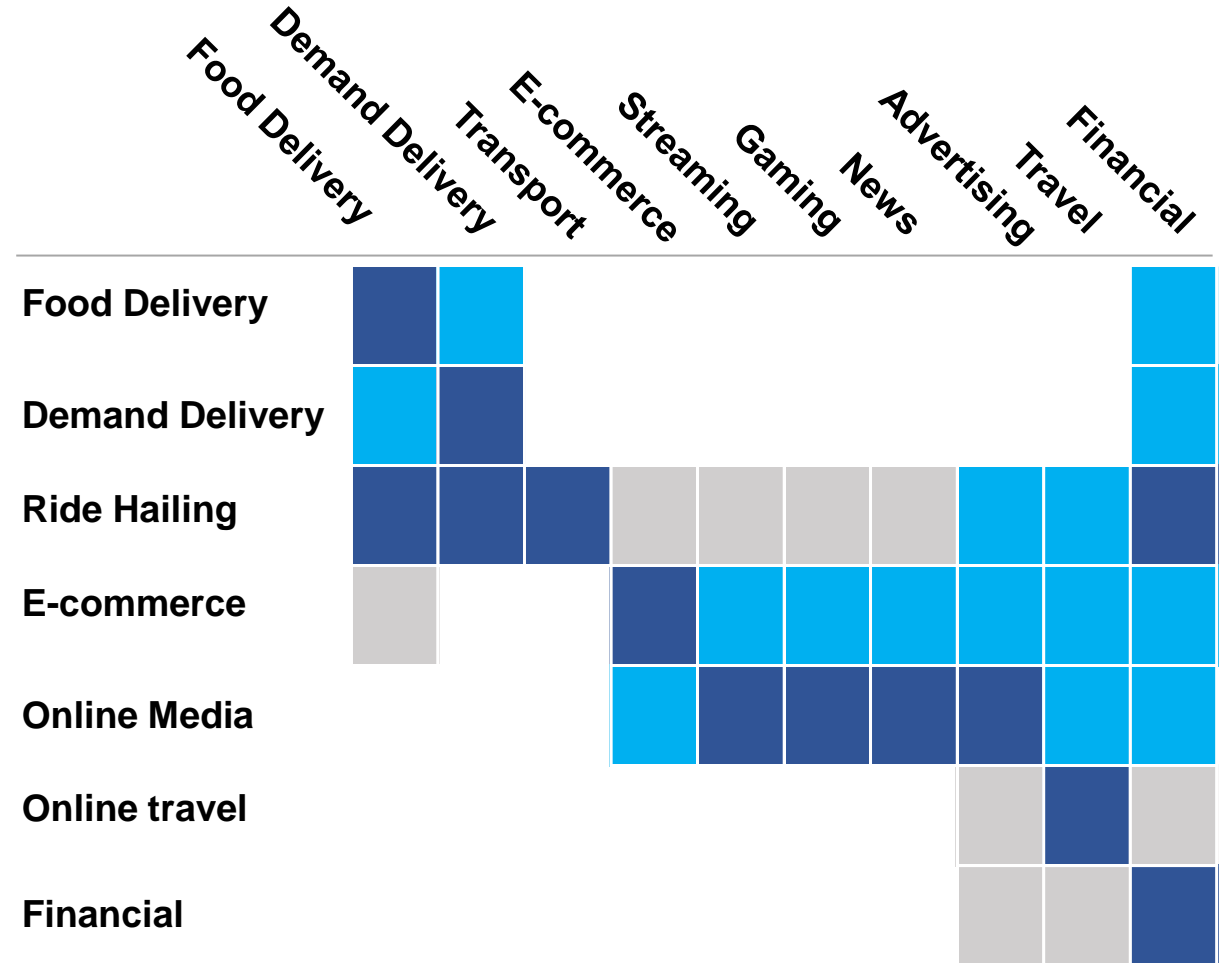 Food Delivery
Demand Delivery
Transport
E-commerce
Streaming
Gaming
News
Advertising
Travel
Financial
Food Delivery
Demand Delivery
Ride Hailing
E-commerce
Online Media
Online travel
Financial